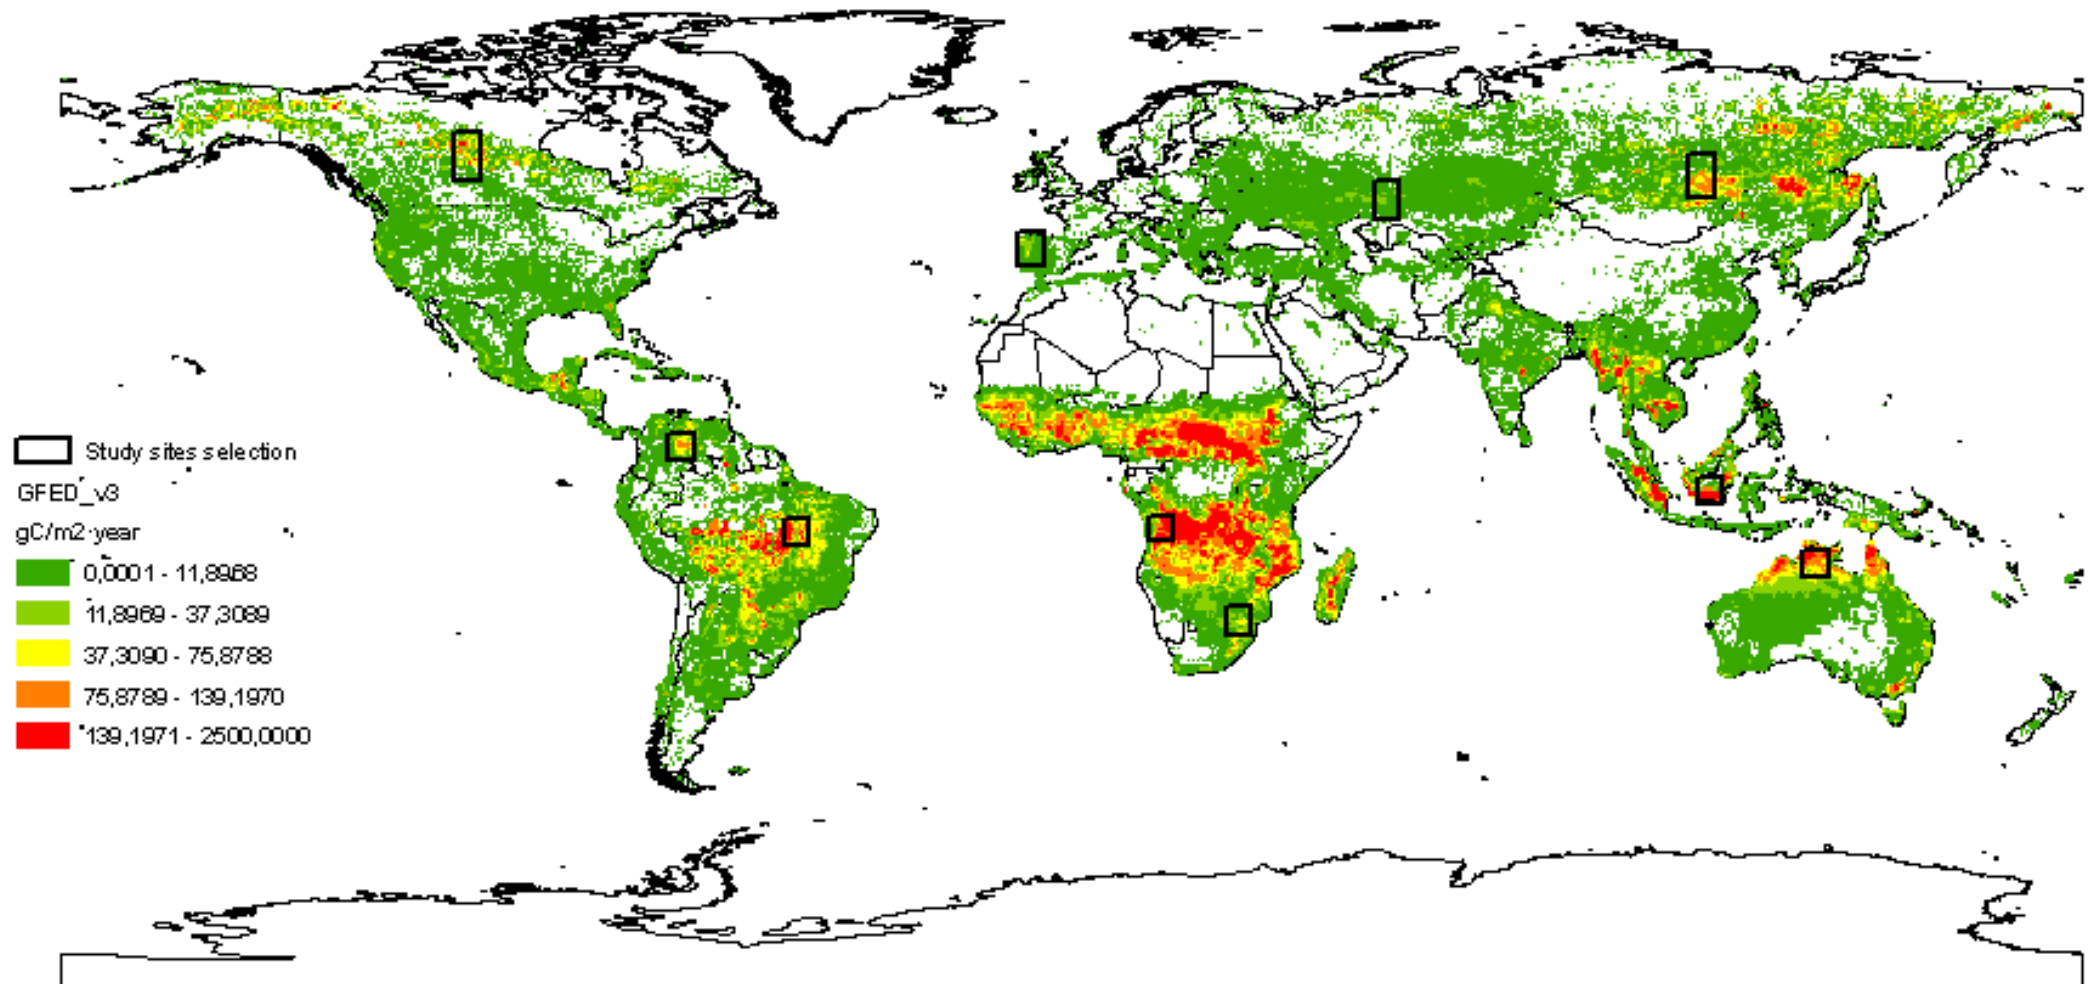 Study sites selection
GFED_v3
gC/m2·year
0,0001 - 11,8968
11,8969 - 37,3089
37,3090 - 75,8788
75,8789 - 139,1970
139,1971 - 2500,0000